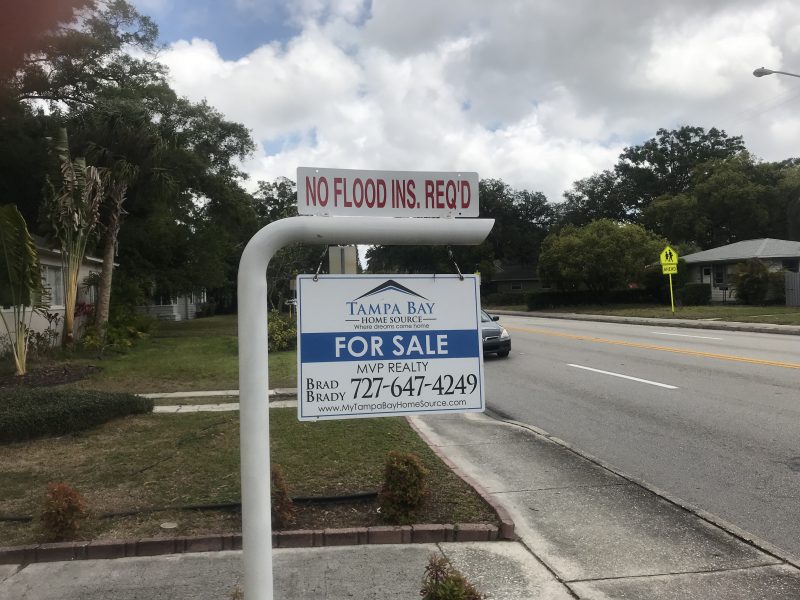 NO FLOOD INS. REQ'D
TAMPA BAY
HOME SOURCE
Where dreams come home
FOR SALE
MVP REALTY
BRAD
BRADY 727-647-4249
www.MyTampaBayHomeSource.com
AHEAD